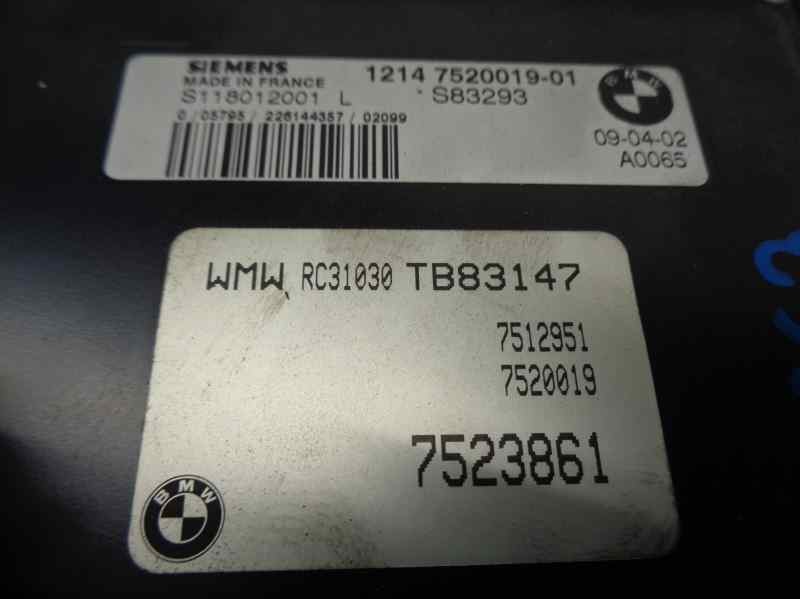 SIEMENS 1214 7520019-01
MADE IN FRANCE
S118012001 L S83293
0 / 05795 / 226144357 / 02099
BMW
09-04-02
A0065
WMW RC31030 TB83147
7512951
7520019
7523861
BMW